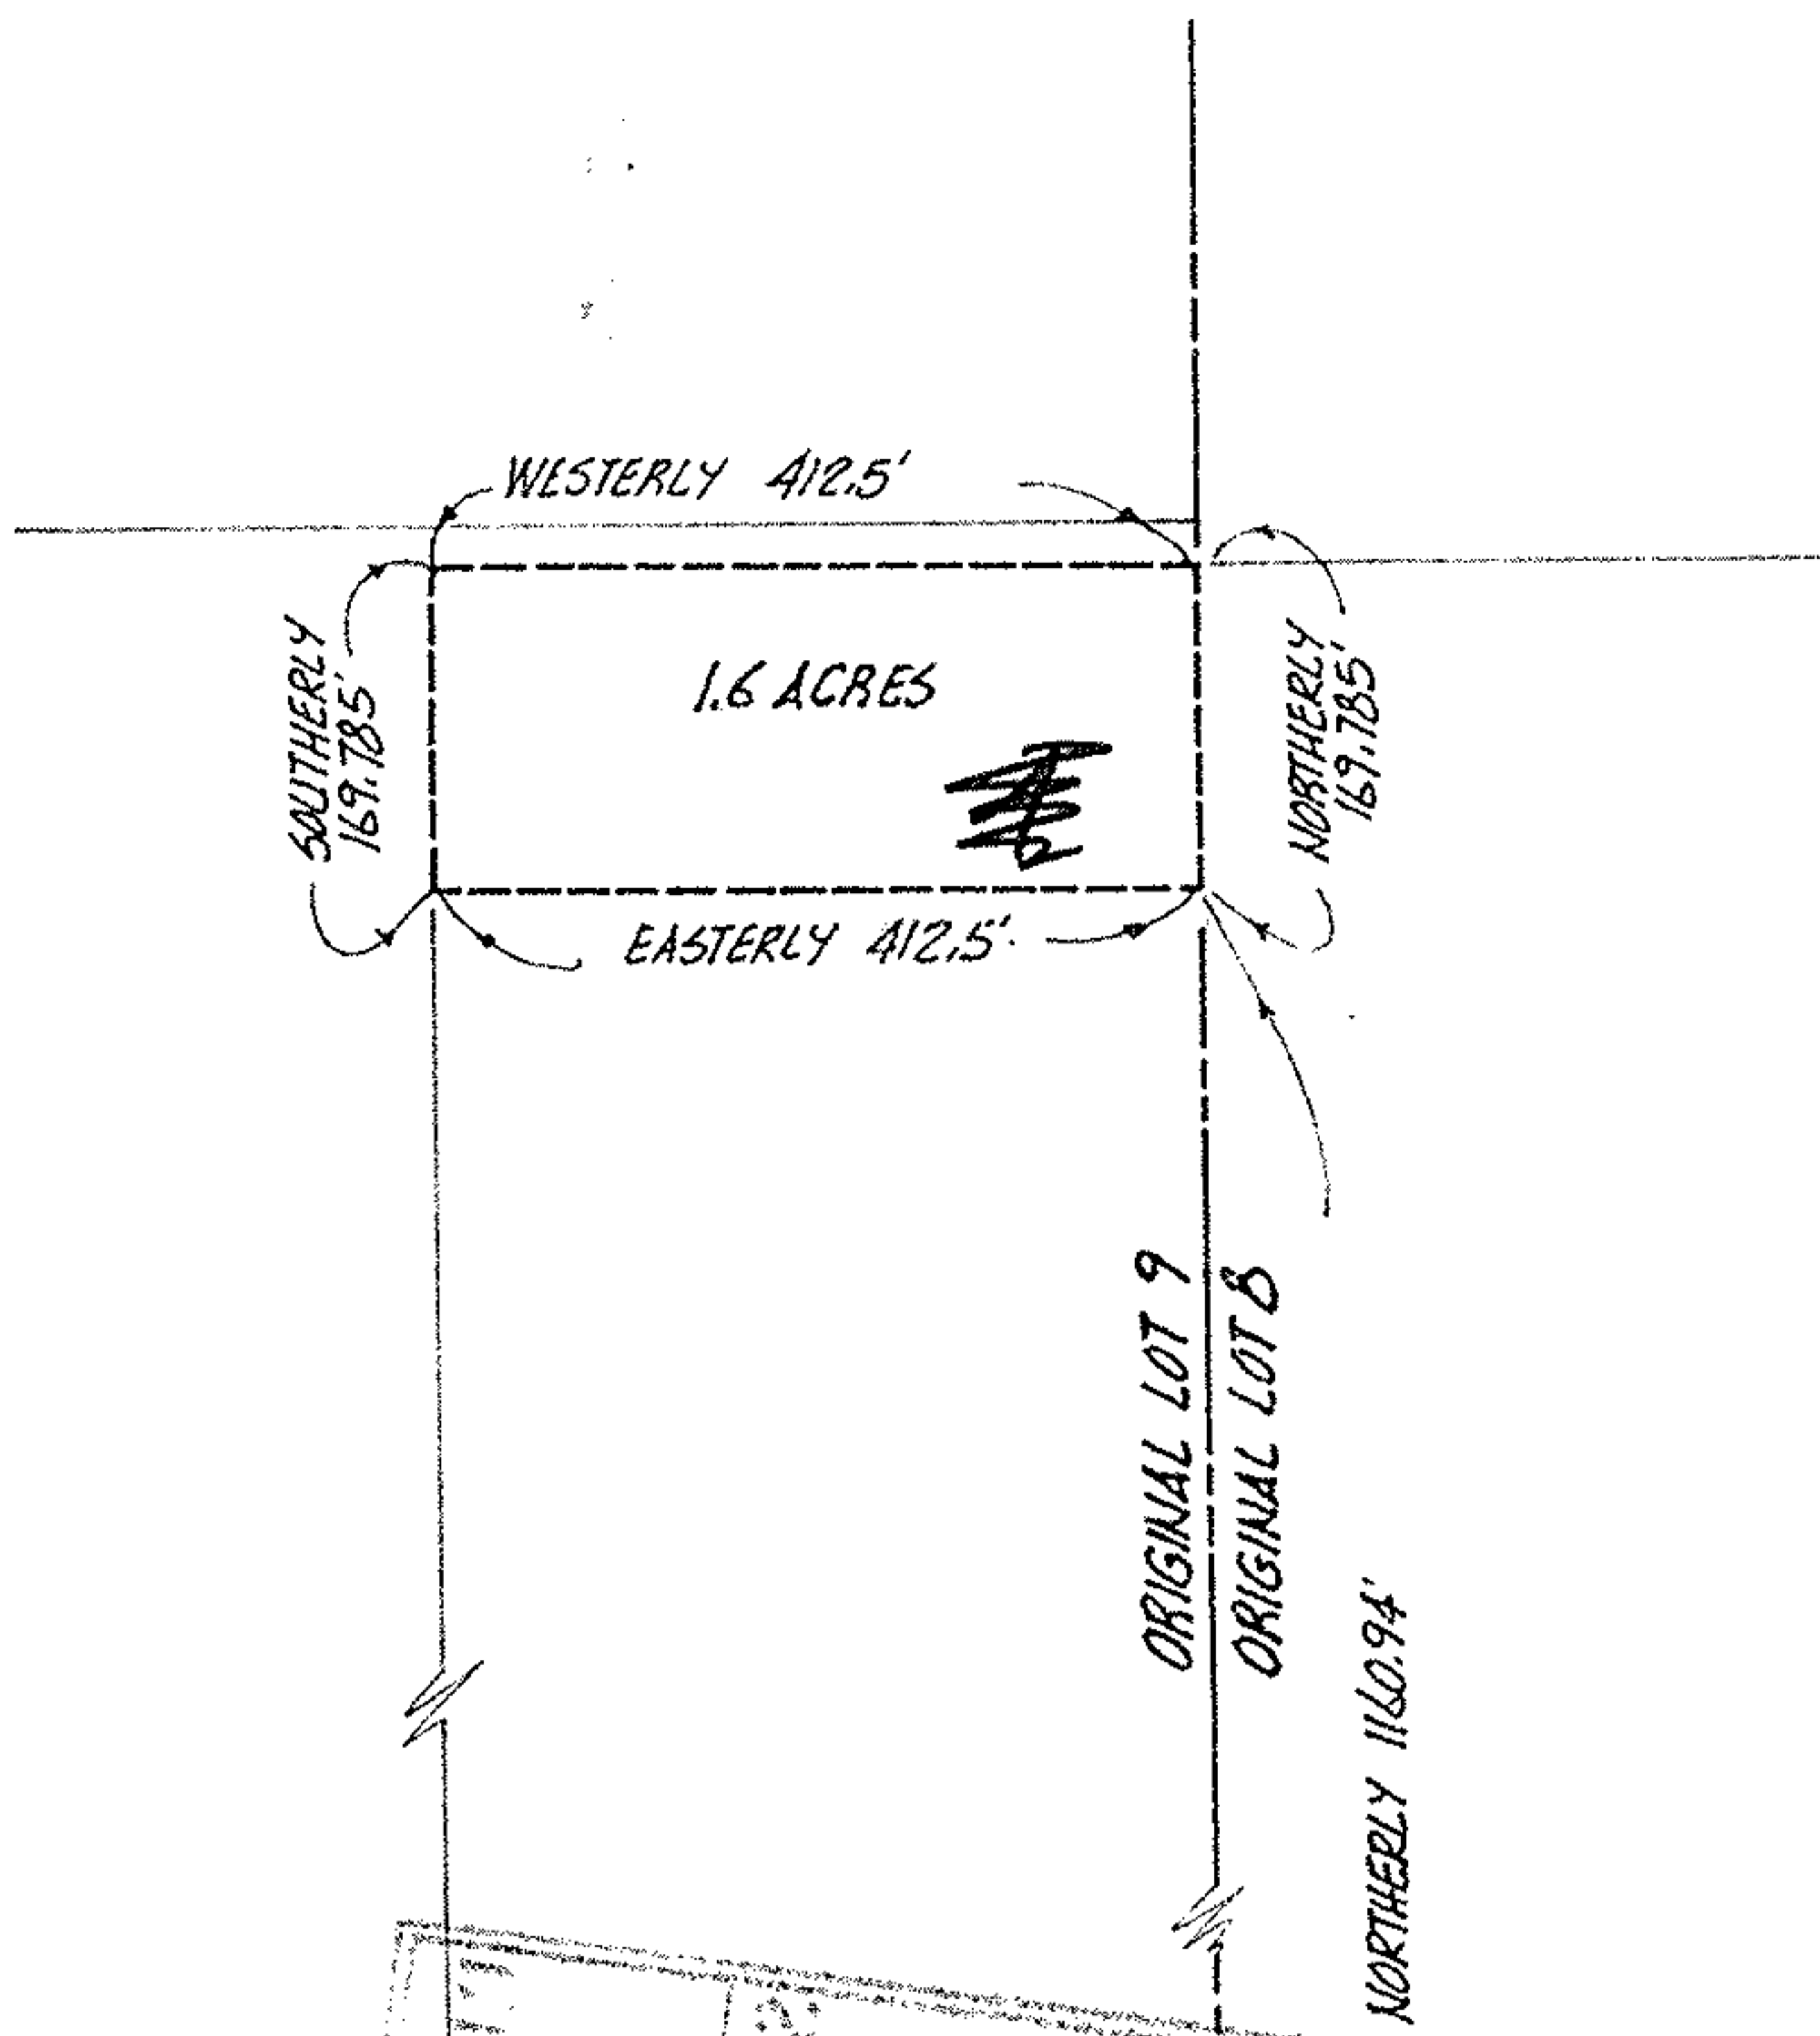 WESTERLY 412.5'
SOUTHERLY
169.785'
1.6 ACRES
NORTHERLY
169.785'
EASTERLY 412.5'
ORIGINAL LOT 9
ORIGINAL LOT 8
NORTHERLY 1160.94'